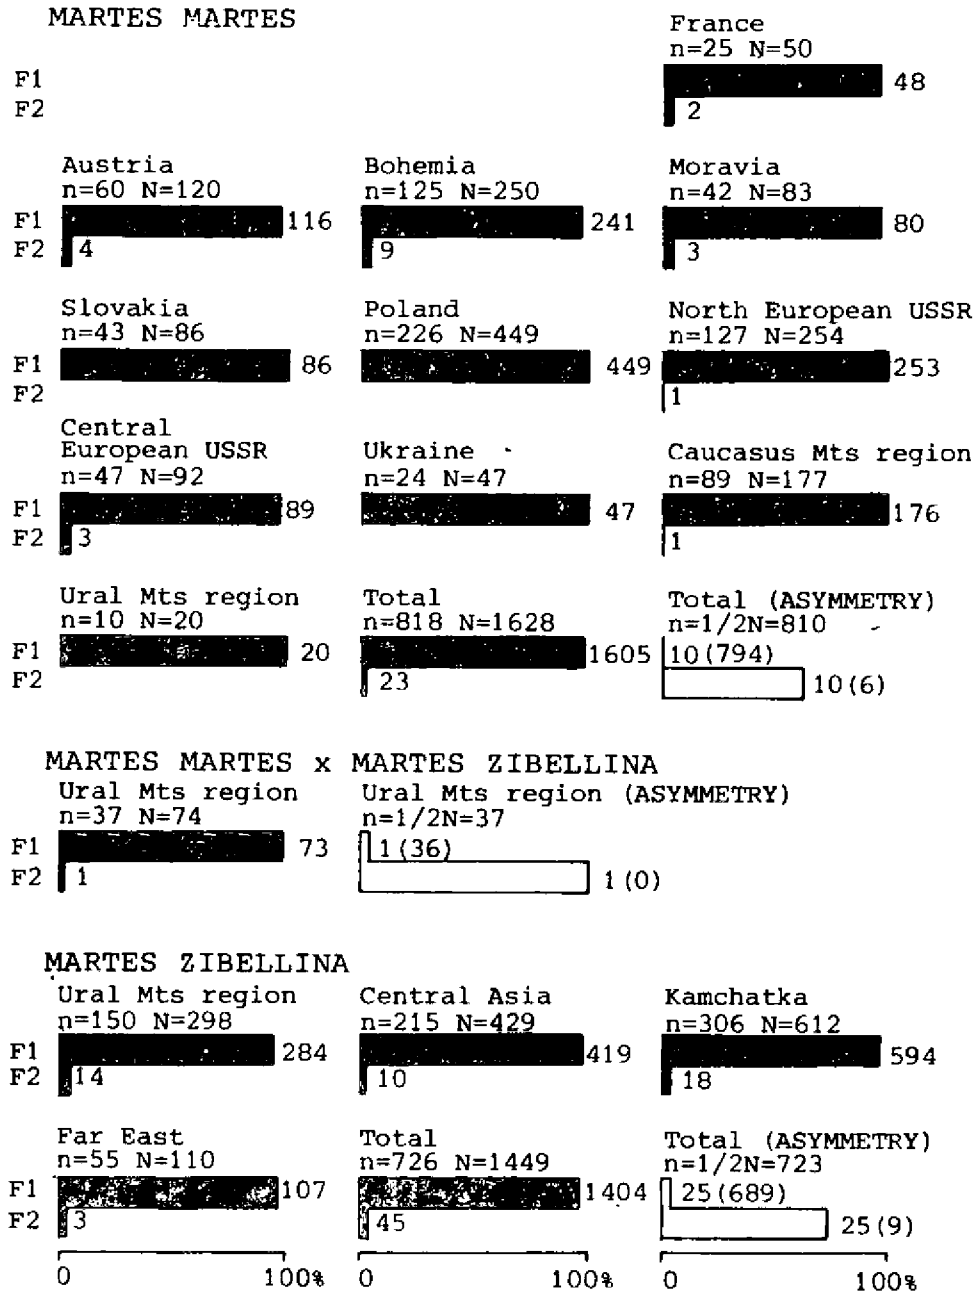 MARTES MARTES
France
n=25 N=50
F1 48
F2 2
Austria Bohemia Moravia
n=60 N=120 n=125 N=250 n=42 N=83
F1 116 241 80
F2 4 9 3
Slovakia Poland North European USSR
n=43 N=86 n=226 N=449 n=127 N=254
F1 86 449 253
F2 1
Central
European USSR Ukraine Caucasus Mts region
n=47 N=92 n=24 N=47 n=89 N=177
F1 89 47 176
F2 3 1
Ural Mts region Total Total (ASYMMETRY)
n=10 N=20 n=818 N=1628 n=1/2N=810
F1 20 1605 10(794)
F2 23 10(6)
MARTES MARTES x MARTES ZIBELLINA
Ural Mts region Ural Mts region (ASYMMETRY)
n=37 N=74 n=1/2N=37
F1 73 1(36)
F2 1 1(0)
MARTES ZIBELLINA
Ural Mts region Central Asia Kamchatka
n=150 N=298 n=215 N=429 n=306 N=612
F1 284 419 594
F2 14 10 18
Far East Total Total (ASYMMETRY)
n=55 N=110 n=726 N=1449 n=1/2N=723
F1 107 1404 25(689)
F2 3 45 25(9)
0 100% 0 100% 0 100%